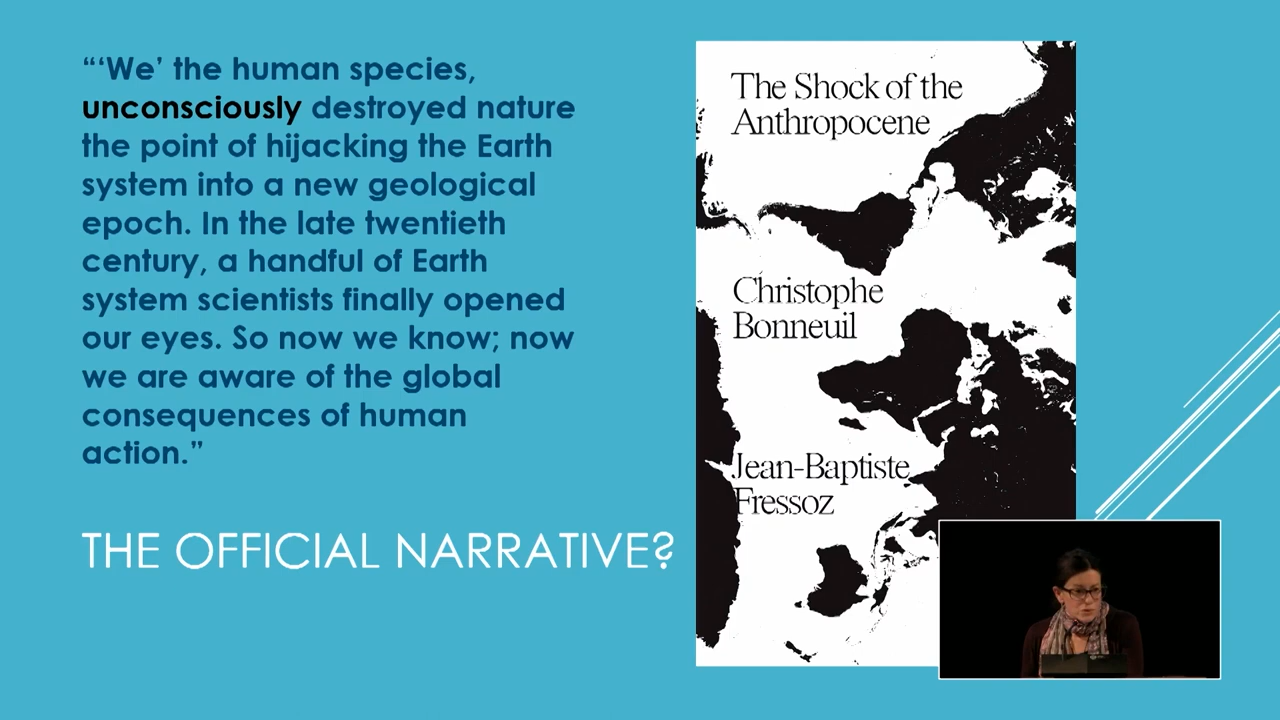 “‘We’ the human species,
unconsciously destroyed nature
the point of hijacking the Earth
system into a new geological
epoch. In the late twentieth
century, a handful of Earth
system scientists finally opened
our eyes. So now we know; now
we are aware of the global
consequences of human
action.”
THE OFFICIAL NARRATIVE?
The Shock of the
Anthropocene
Christophe
Bonneuil
Jean-Baptiste
Fressoz